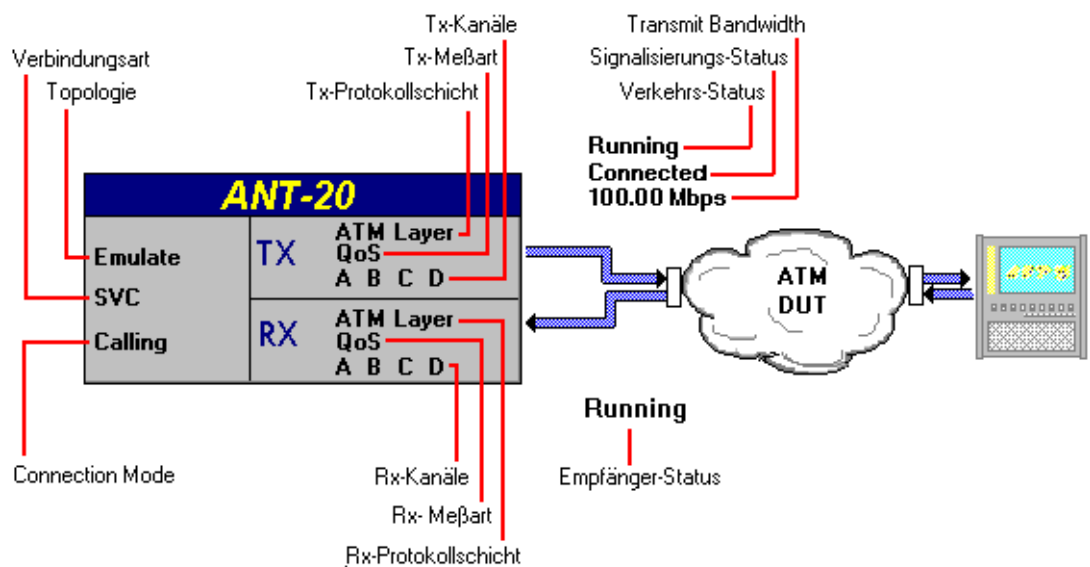 Tx-Kanäle
Transmit Bandwidth
Verbindungsart
Tx-Meßart
Signalisierungs-Status
Topologie
Tx-Protokollschicht
Verkehrs-Status
Running
Connected
100.00 Mbps
ANT-20
Emulate
SVC
Calling
TX
ATM Layer
QoS
A B C D
RX
ATM Layer
QoS
A B C D
ATM
DUT
Running
Connection Mode
Rx-Kanäle
Empfänger-Status
Rx- Meßart
Rx-Protokollschicht